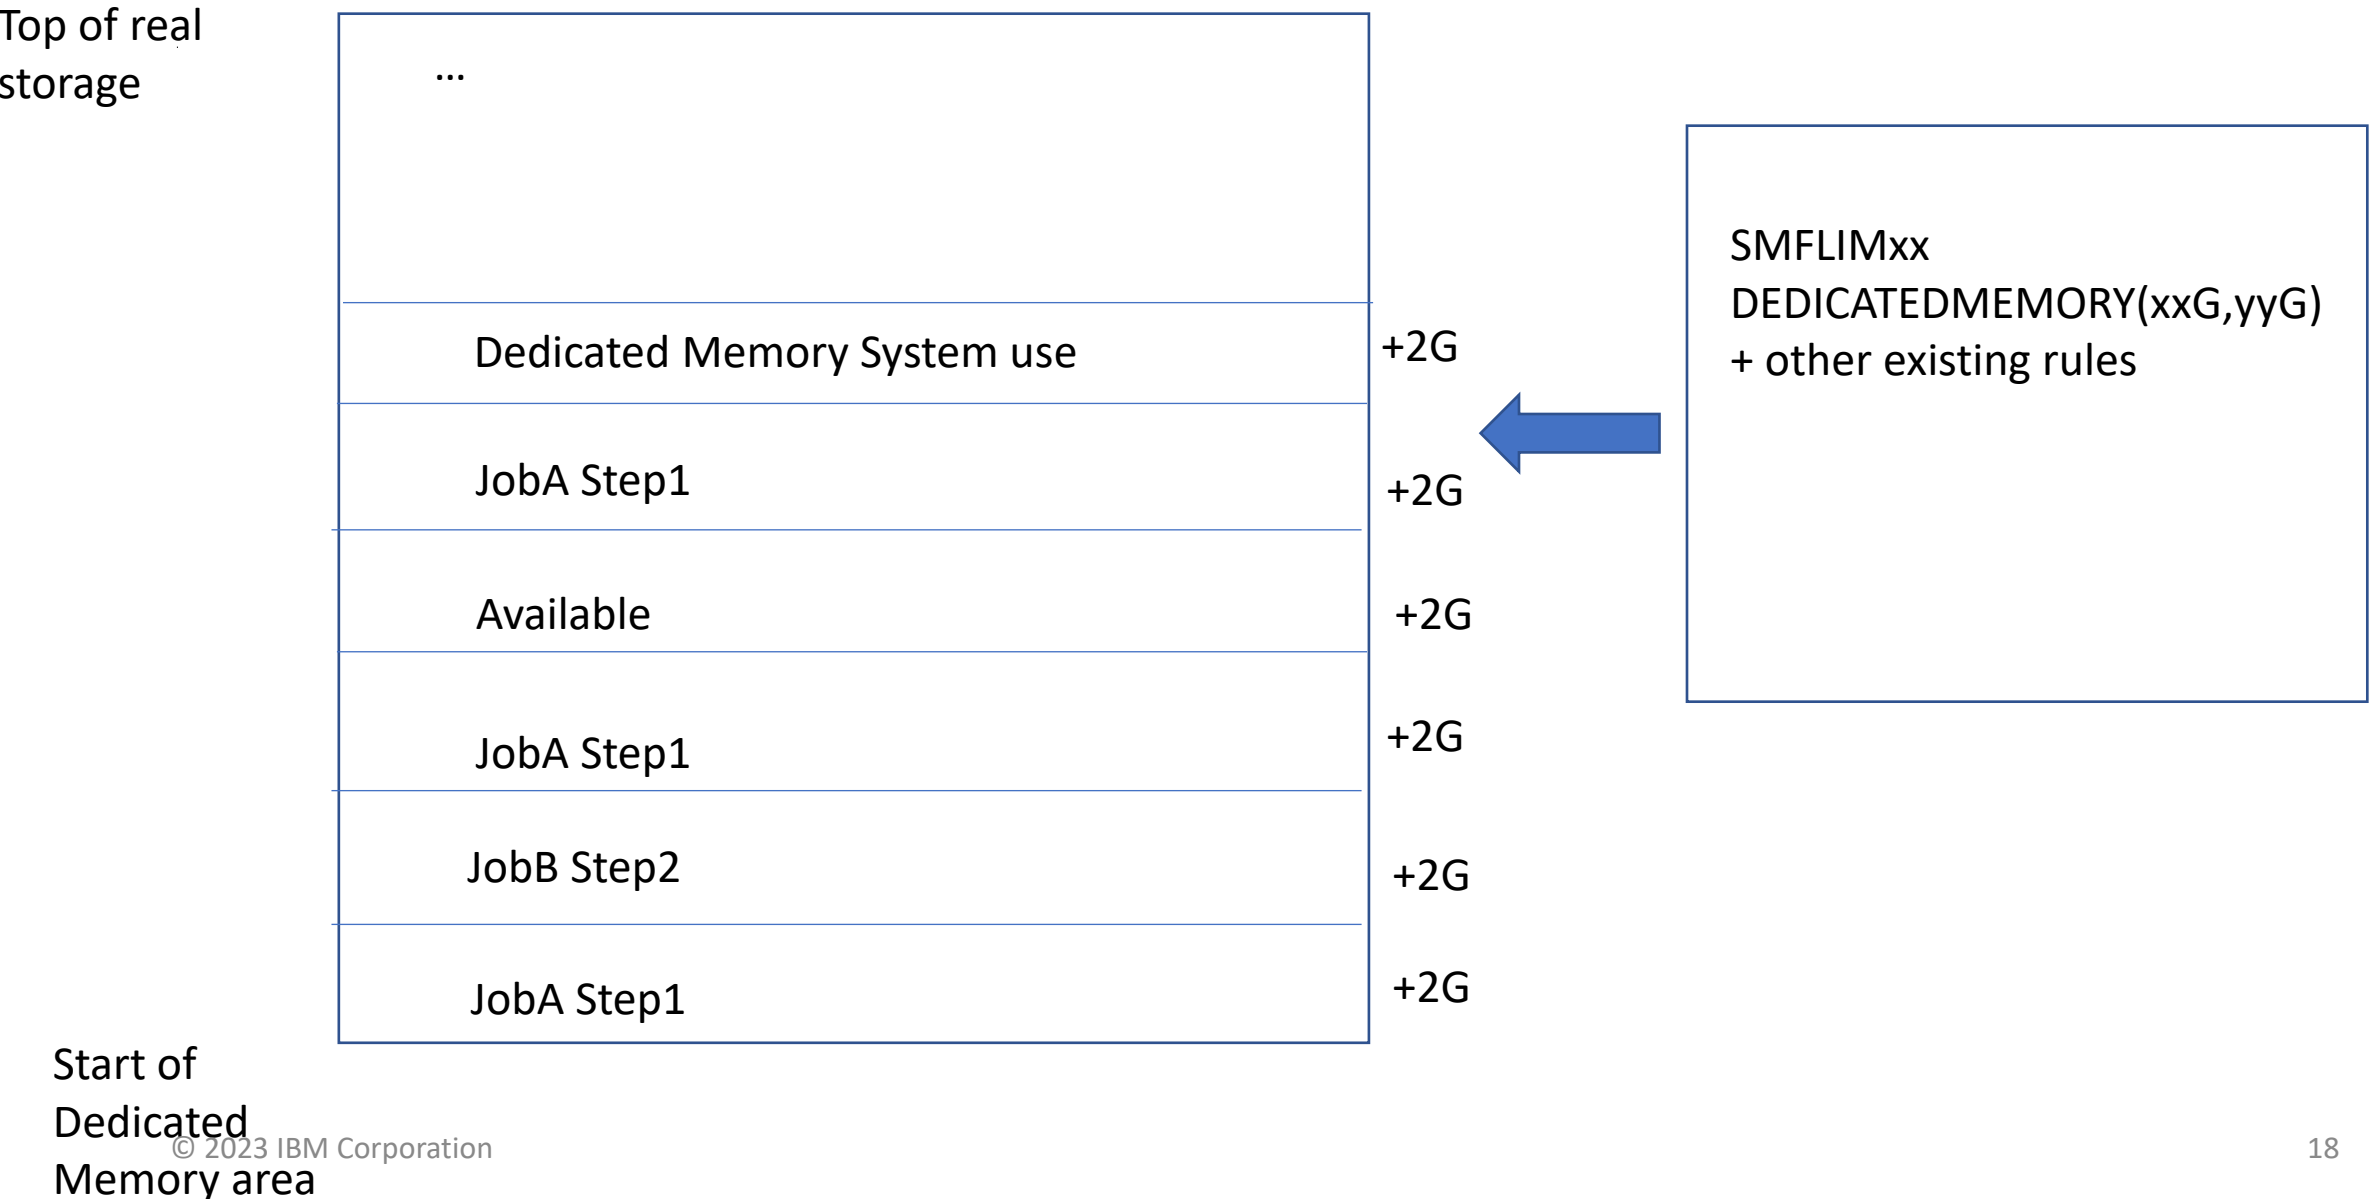 Top of real
storage
...
Dedicated Memory System use
+2G
JobA Step1
+2G
Available
+2G
JobA Step1
+2G
JobB Step2
+2G
JobA Step1
+2G
SMFLIMxx
DEDICATEDMEMORY(xxG,yyG)
+ other existing rules
Start of
Dedicated
Memory area
© 2023 IBM Corporation
18